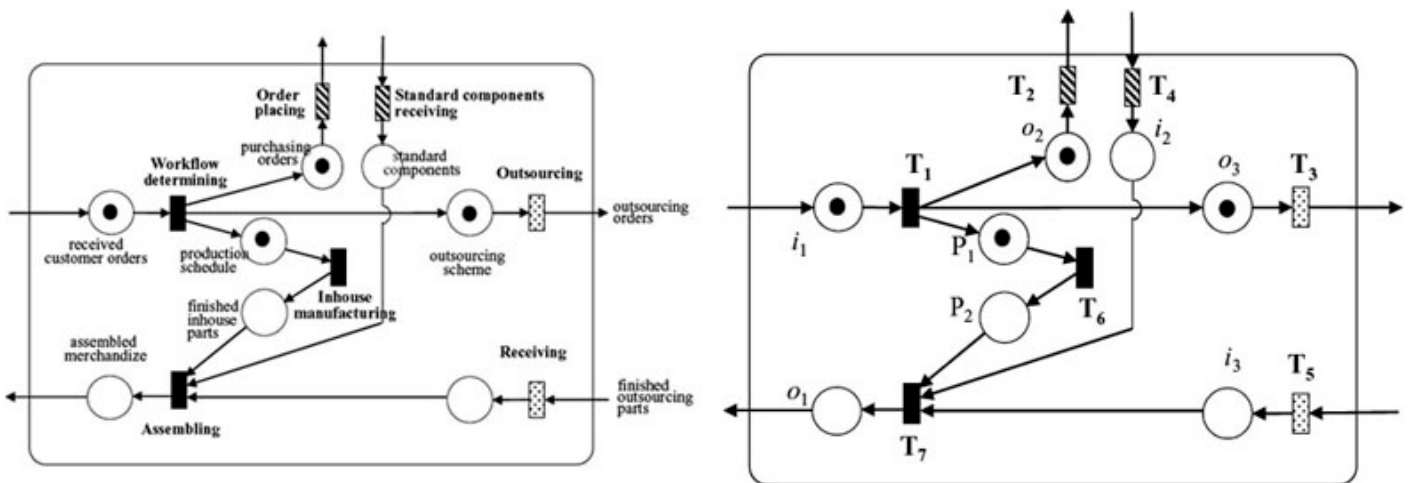 Order
placing
Standard components
receiving
purchasing
orders
standard
components
Workflow
determining
Outsourcing
outsourcing
orders
received
customer orders
production
schedule
outsourcing
scheme
Inhouse
manufacturing
finished
inhouse
parts
assembled
merchandize
Receiving
finished
outsourcing
parts
Assembling
T2
T4
o2
i2
T1
o3
T3
i1
P1
P2
T6
i3
T5
o1
T7